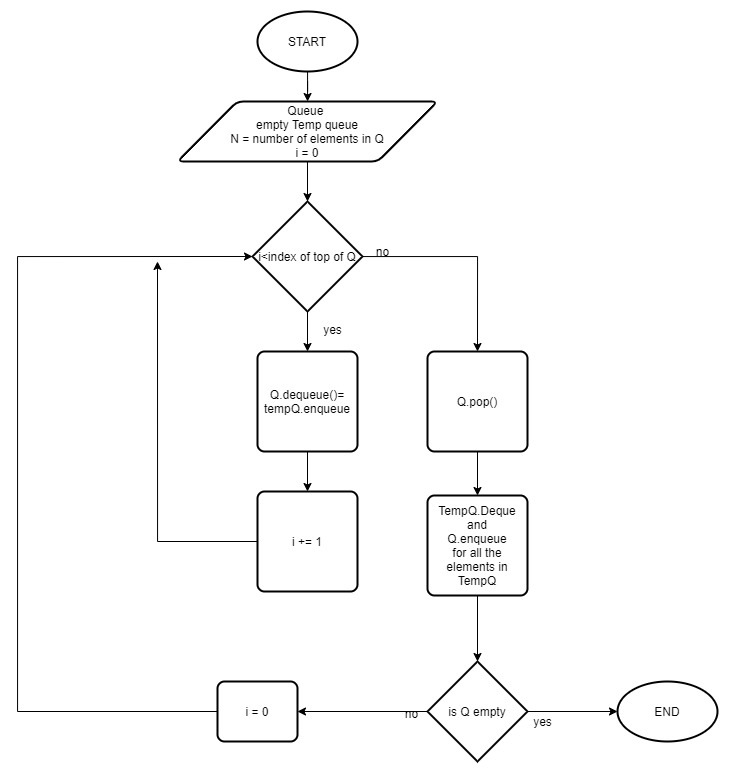 START
Queue
empty Temp queue
N = number of elements in Q
i = 0
i<index of top of Q
no
yes
Q.dequeue()=
tempQ.enqueue
Q.pop()
i += 1
TempQ.Deque
and
Q.enqueue
for all the
elements in
TempQ
i = 0
no
is Q empty
yes
END